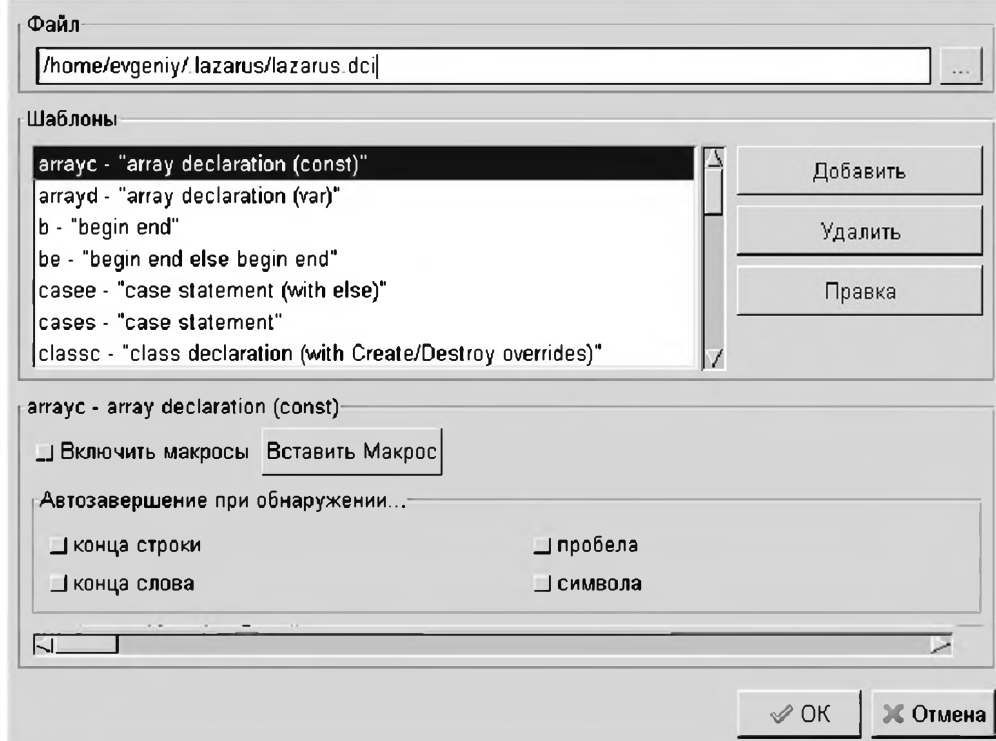 Файл
/home/evgeniy/.lazarus/lazarus.dci
...
Шаблоны
arrayc - "array declaration (const)"
arrayd - "array declaration (var)"
b - "begin end"
be - "begin end else begin end"
casee - "case statement (with else)"
cases - "case statement"
classc - "class declaration (with Create/Destroy overrides)"
Добавить
Удалить
Правка
arrayc - array declaration (const)
Включить макросы
Вставить Макрос
Автозавершение при обнаружении...
конца строки
пробела
конца слова
символа
OK
Отмена